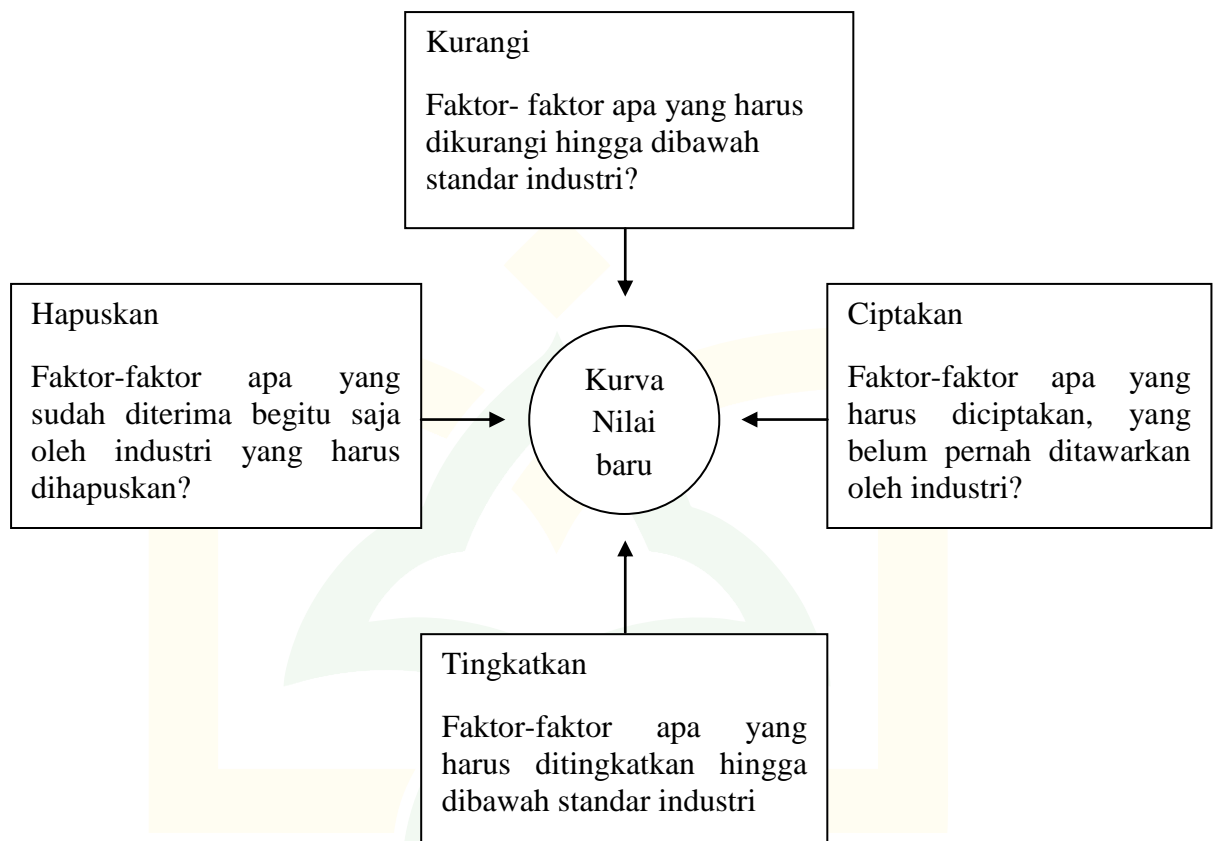 Kurangi
Faktor- faktor apa yang harus
dikurangi hingga dibawah
standar industri?
Hapuskan
Faktor-faktor apa yang
sudah diterima begitu saja
oleh industri yang harus
dihapuskan?
Kurva
Nilai
baru
Ciptakan
Faktor-faktor apa yang
harus diciptakan, yang
belum pernah ditawarkan
oleh industri?
Tingkatkan
Faktor-faktor apa yang
harus ditingkatkan hingga
dibawah standar industri